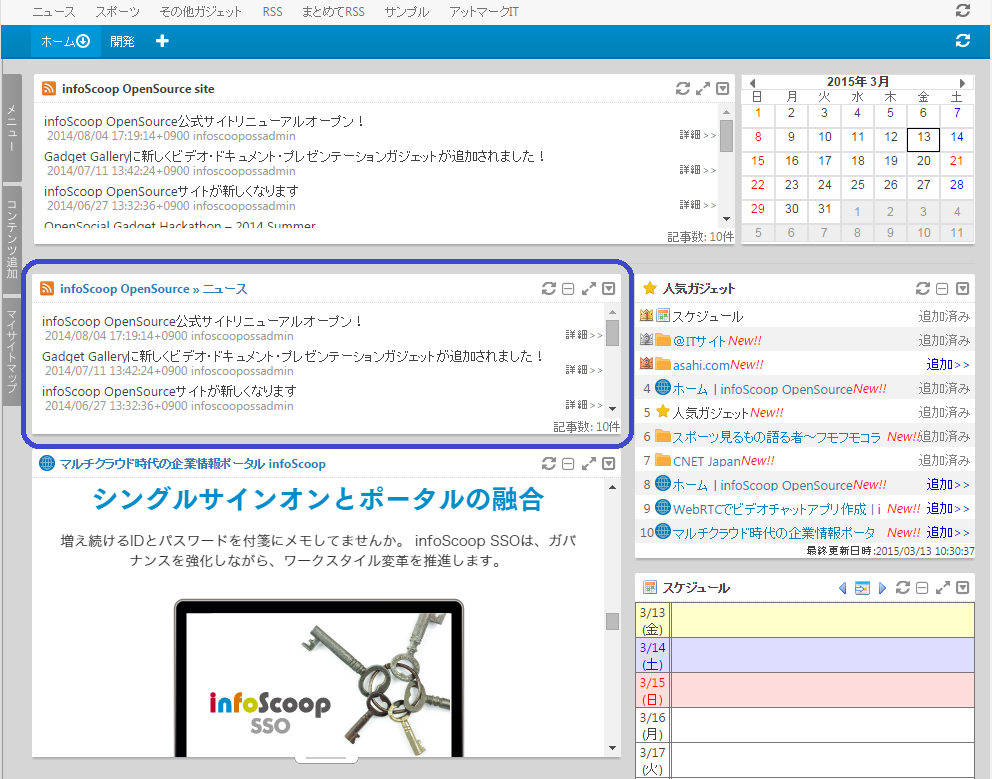 ニュース スポーツ その他ガジェット RSS まとめてRSS サンプル アットマークIT
ホーム 開発
メニュー
コンテンツ追加
マイサイトマップ
infoScoop OpenSource site
infoScoop OpenSource公式サイトリニューアルオープン！
2014/08/04 17:19:14+0900 infoscoopossadmin
詳細 >>
Gadget Galleryに新しくビデオ・ドキュメント・プレゼンテーションガジェットが追加されました！
2014/07/11 13:42:24+0900 infoscoopossadmin
詳細 >>
infoScoop OpenSourceサイトが新しくなります
2014/06/27 13:32:36+0900 infoscoopossadmin
詳細 >>
OpenSocial Gadget Hackathon – 2014 Summer
記事数: 10件
2015年 3月
日 月 火 水 木 金 土
1 2 3 4 5 6 7
8 9 10 11 12 13 14
15 16 17 18 19 20 21
22 23 24 25 26 27 28
29 30 31 1 2 3 4
5 6 7 8 9 10 11
infoScoop OpenSource » ニュース
infoScoop OpenSource公式サイトリニューアルオープン！
2014/08/04 17:19:14+0900 infoscoopossadmin
詳細 >>
Gadget Galleryに新しくビデオ・ドキュメント・プレゼンテーションガジェットが追加されました！
2014/07/11 13:42:24+0900 infoscoopossadmin
詳細 >>
infoScoop OpenSourceサイトが新しくなります
2014/06/27 13:32:36+0900 infoscoopossadmin
詳細 >>
記事数: 10件
マルチクラウド時代の企業情報ポータル infoScoop
シングルサインオンとポータルの融合
増え続けるIDとパスワードを付箋にメモしてませんか。 infoScoop SSOは、ガバ
ナンスを強化しながら、ワークスタイル変革を推進します。
infoScoop
SSO
人気ガジェット
1 スケジュール 追加済み
2 @ITサイト New!! 追加済み
3 asahi.com New!! 追加>>
4 ホーム | infoScoop OpenSource New!! 追加済み
5 人気ガジェット New!! 追加済み
6 スポーツ見るもの語る者～フモフモコラ New!! 追加済み
7 CNET Japan New!! 追加済み
8 ホーム | infoScoop OpenSource New!! 追加>>
9 WebRTCでビデオチャットアプリ作成 | i New!! 追加>>
10 マルチクラウド時代の企業情報ポータ New!! 追加>>
最終更新日時:2015/03/13 10:30:37
スケジュール
3/13
(金)
3/14
(土)
3/15
(日)
3/16
(月)
3/17
(火)